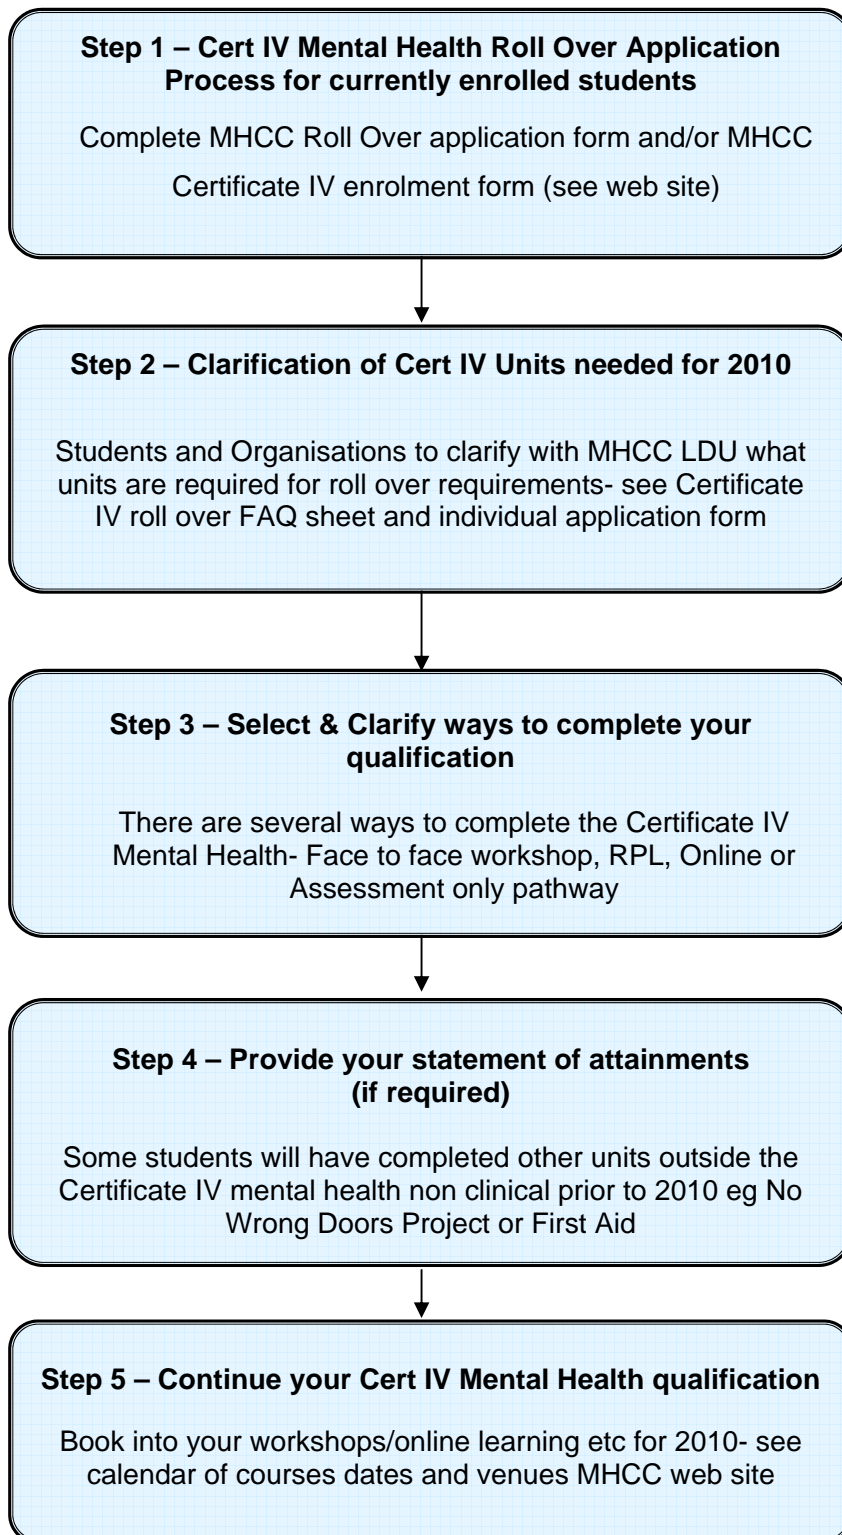 Step 1 – Cert IV Mental Health Roll Over Application
Process for currently enrolled students
Complete MHCC Roll Over application form and/or MHCC
Certificate IV enrolment form (see web site)
Step 2 – Clarification of Cert IV Units needed for 2010
Students and Organisations to clarify with MHCC LDU what
units are required for roll over requirements- see Certificate
IV roll over FAQ sheet and individual application form
Step 3 – Select & Clarify ways to complete your
qualification
There are several ways to complete the Certificate IV
Mental Health- Face to face workshop, RPL, Online or
Assessment only pathway
Step 4 – Provide your statement of attainments
(if required)
Some students will have completed other units outside the
Certificate IV mental health non clinical prior to 2010 eg No
Wrong Doors Project or First Aid
Step 5 – Continue your Cert IV Mental Health qualification
Book into your workshops/online learning etc for 2010- see
calendar of courses dates and venues MHCC web site